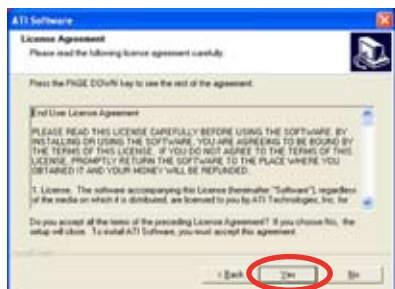 ATI Software
License Agreement
Please read the following license agreement carefully.
Press the PAGE DOWN key to see the rest of the agreement.
End User License Agreement
PLEASE READ THIS LICENSE CAREFULLY BEFORE USING THE SOFTWARE. BY
INSTALLING OR USING THE SOFTWARE, YOU ARE AGREEING TO BE BOUND BY
THE TERMS OF THIS LICENSE. IF YOU DO NOT AGREE TO THE TERMS OF THIS
LICENSE, PROMPTLY RETURN THE SOFTWARE TO THE PLACE WHERE YOU
OBTAINED IT AND YOUR MONEY WILL BE REFUNDED.
1. License. The software accompanying this License (hereinafter "Software"), regardless
of the media on which it is distributed, are licensed to you by ATI Technologies, Inc. for
Do you accept all the terms of the preceding License Agreement? If you choose No, the
setup will close. To install ATI Software, you must accept this agreement.
< Back
Yes
No